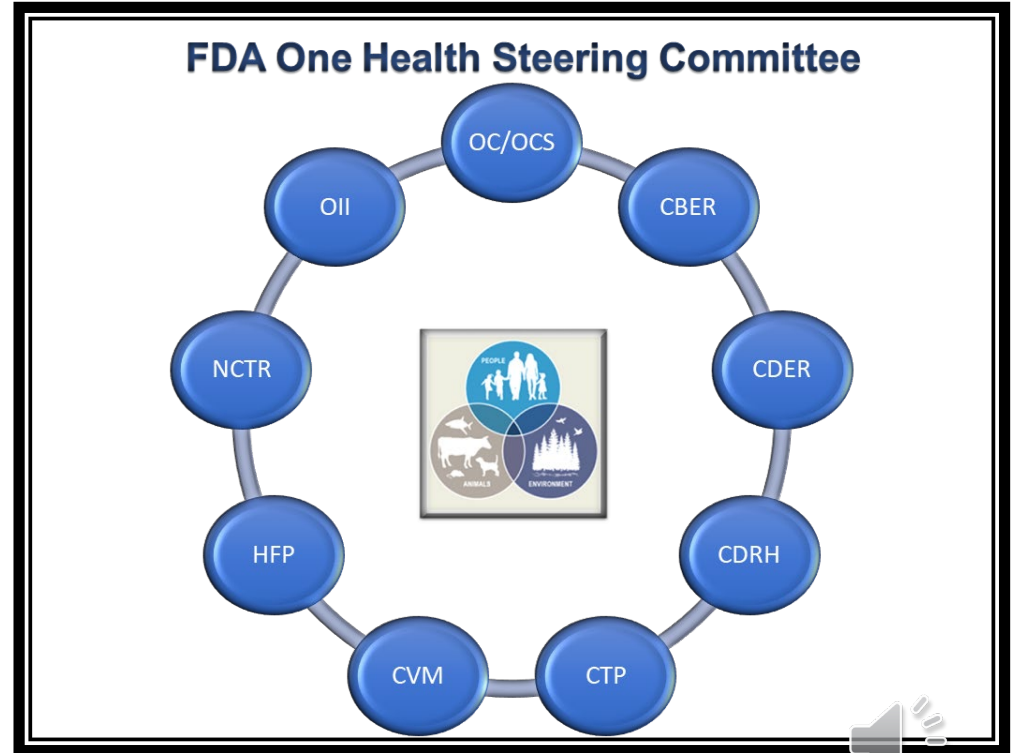 FDA One Health Steering Committee
OC/OCS
CBER
CDER
CDRH
CTP
CVM
HFP
NCTR
OII
PEOPLE
ANIMALS
ENVIRONMENT